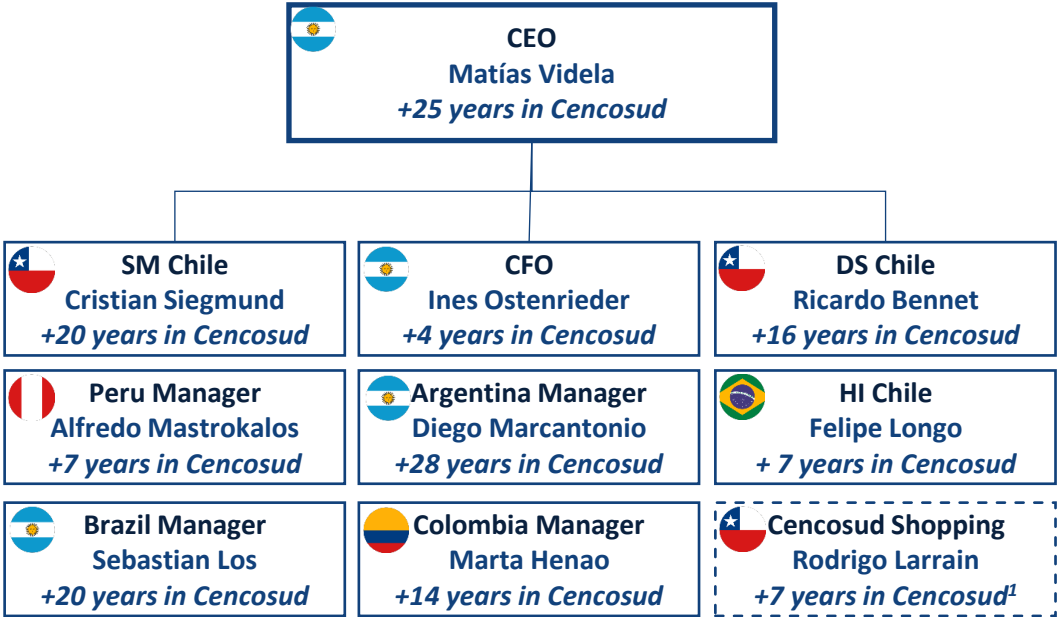 CEO
Matías Videla
+25 years in Cencosud
SM Chile
Cristian Siegmund
+20 years in Cencosud
CFO
Ines Ostenrieder
+4 years in Cencosud
DS Chile
Ricardo Bennet
+16 years in Cencosud
Peru Manager
Alfredo Mastrokalos
+7 years in Cencosud
Argentina Manager
Diego Marcantonio
+28 years in Cencosud
HI Chile
Felipe Longo
+ 7 years in Cencosud
Brazil Manager
Sebastian Los
+20 years in Cencosud
Colombia Manager
Marta Henao
+14 years in Cencosud
Cencosud Shopping
Rodrigo Larrain
+7 years in Cencosud¹